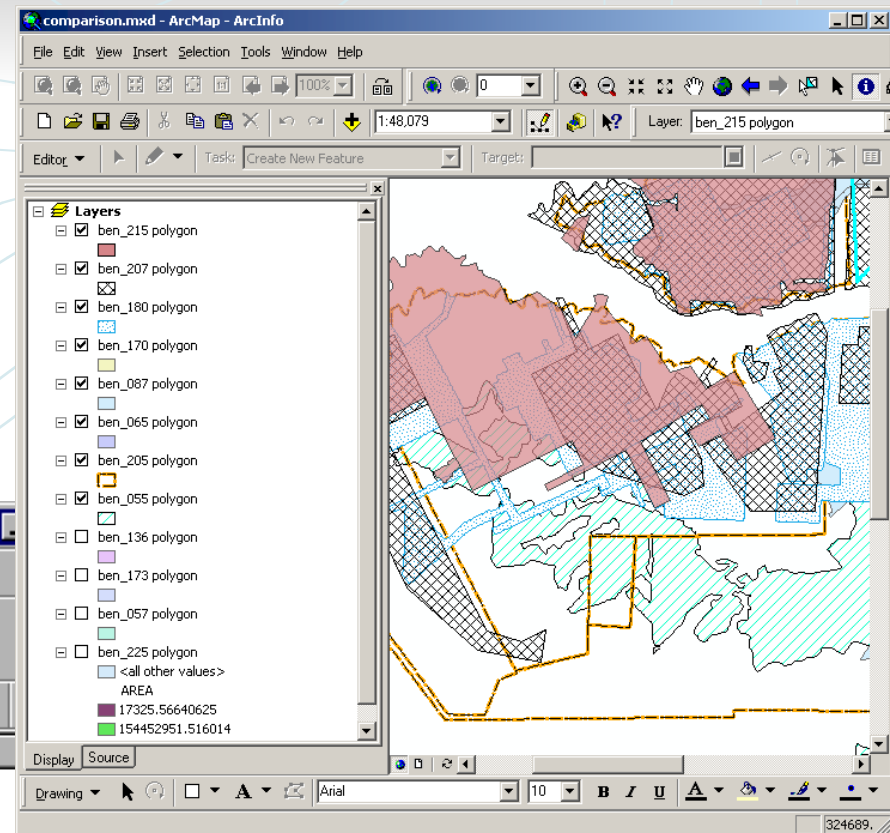 comparison.mxd - ArcMap - ArcInfo
File Edit View Insert Selection Tools Window Help
100% 0
1:48,079 Layer: ben_215 polygon
Editor Task: Create New Feature Target:
Layers
ben_215 polygon
ben_207 polygon
ben_180 polygon
ben_170 polygon
ben_087 polygon
ben_065 polygon
ben_205 polygon
ben_055 polygon
ben_136 polygon
ben_173 polygon
ben_057 polygon
ben_225 polygon
<all other values>
AREA
17325.56640625
154452951.516014
Display Source
Drawing A Arial 10 B I U A
324689.